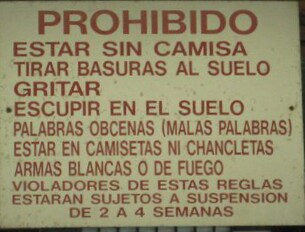 PROHIBIDO
ESTAR SIN CAMISA
TIRAR BASURAS AL SUELO
GRITAR
ESCUPIR EN EL SUELO
PALABRAS OBCENAS (MALAS PALABRAS)
ESTAR EN CAMISETAS NI CHANCLETAS
ARMAS BLANCAS O DE FUEGO
VIOLADORES DE ESTAS REGLAS
ESTARAN SUJETOS A SUSPENSION
DE 2 A 4 SEMANAS